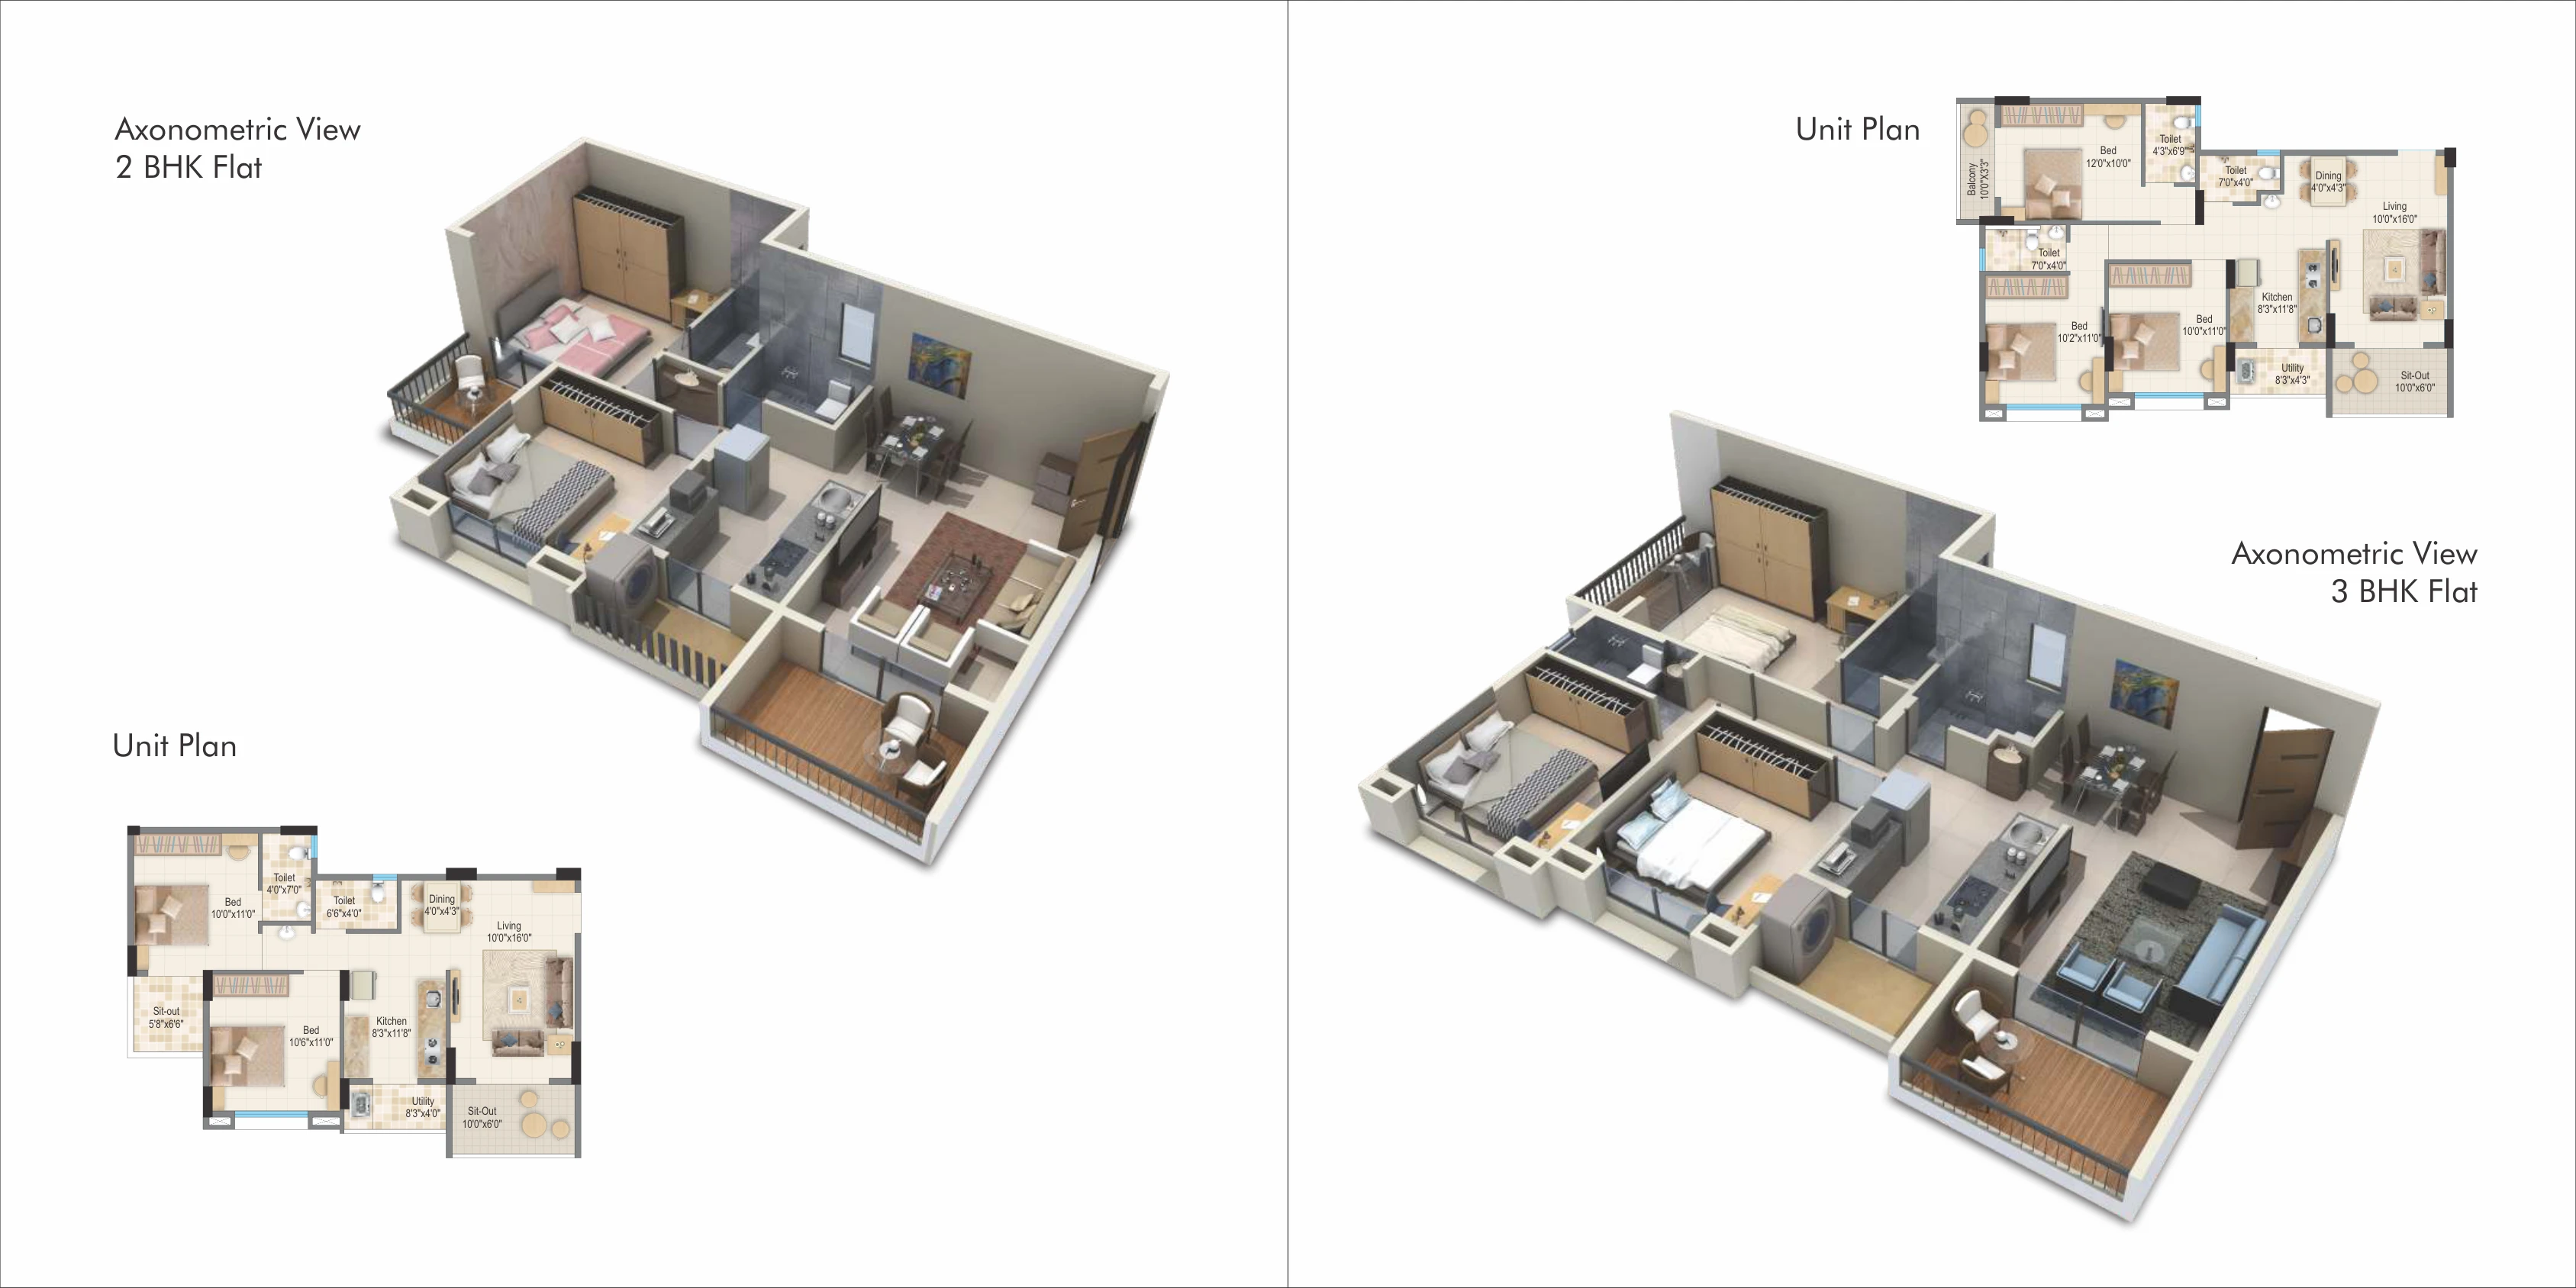 Axonometric View
2 BHK Flat
Unit Plan
Toilet
4'0"x7'0"
Bed
10'0"x11'0"
Toilet
6'6"x4'0"
Dining
4'0"x4'3"
Living
10'0"x16'0"
Sit-out
5'8"x6'6"
Bed
10'6"x11'0"
Kitchen
8'3"x11'8"
Utility
8'3"x4'0"
Sit-Out
10'0"x6'0"
Unit Plan
Balcony
10'0"X3'3"
Bed
12'0"x10'0"
Toilet
4'3"x6'9"
Toilet
7'0"x4'0"
Dining
4'0"x4'3"
Living
10'0"x16'0"
Toilet
7'0"x4'0"
Bed
10'2"x11'0"
Bed
10'0"x11'0"
Kitchen
8'3"x11'8"
Utility
8'3"x4'3"
Sit-Out
10'0"x6'0"
Axonometric View
3 BHK Flat